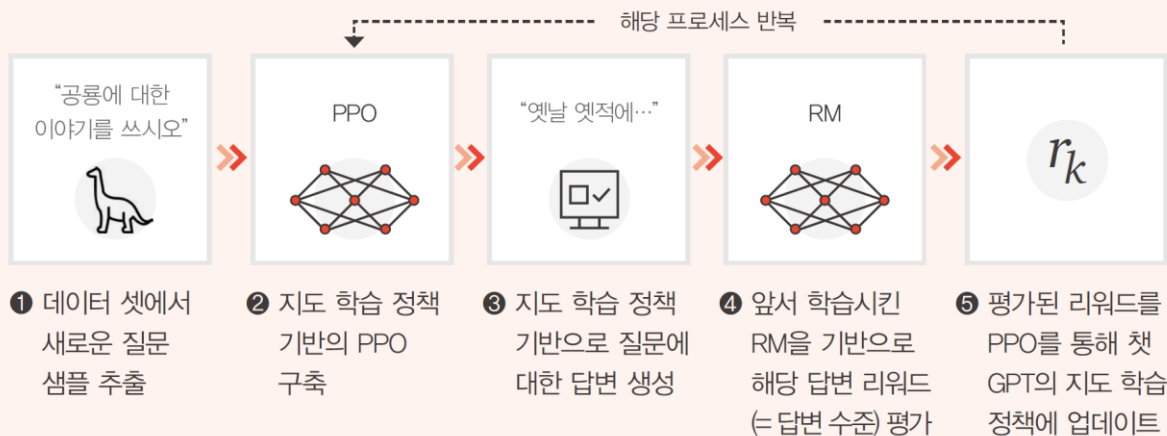 해당 프로세스 반복
“공룡에 대한
이야기를 쓰시오”
PPO
“옛날 옛적에…”
RM
rk
❶ 데이터 셋에서
새로운 질문
샘플 추출
❷ 지도 학습 정책
기반의 PPO
구축
❸ 지도 학습 정책
기반으로 질문에
대한 답변 생성
❹ 앞서 학습시킨
RM을 기반으로
해당 답변 리워드
(= 답변 수준) 평가
❺ 평가된 리워드를
PPO를 통해 챗
GPT의 지도 학습
정책에 업데이트